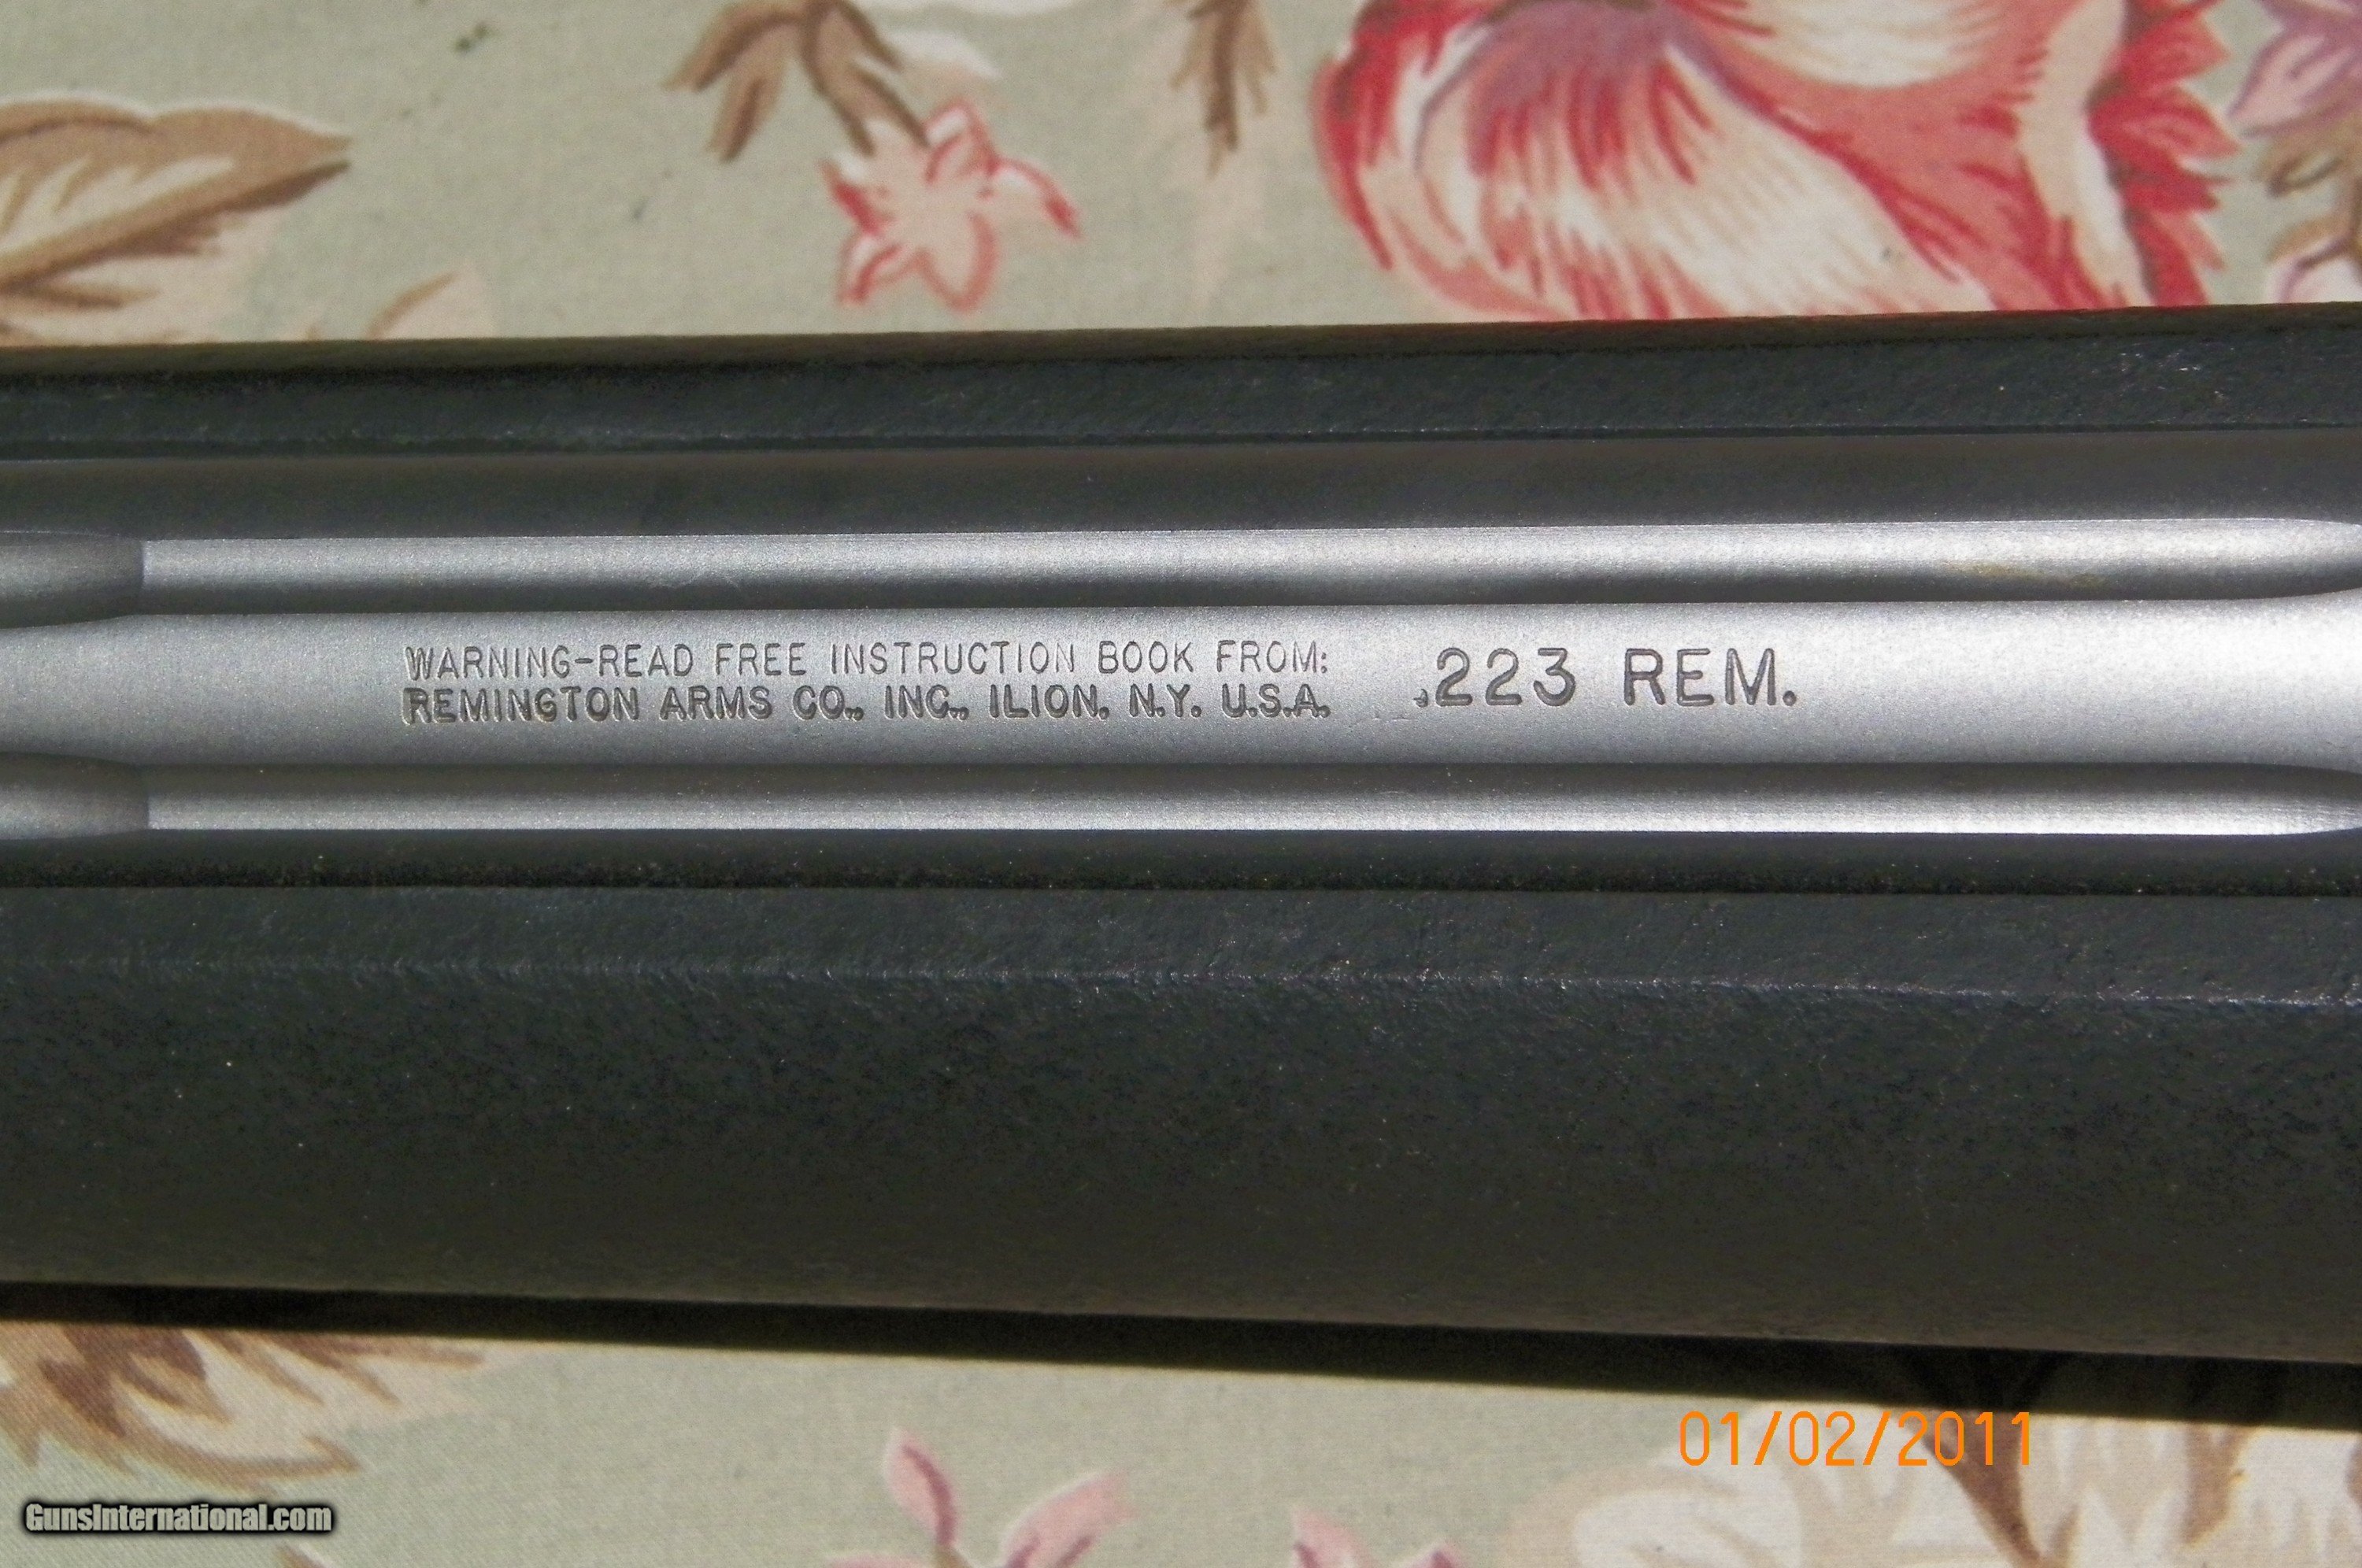 WARNING-READ FREE INSTRUCTION BOOK FROM:
REMINGTON ARMS CO., INC., ILION, N.Y. U.S.A.
.223 REM.
01/02/2011
GunsInternational.com